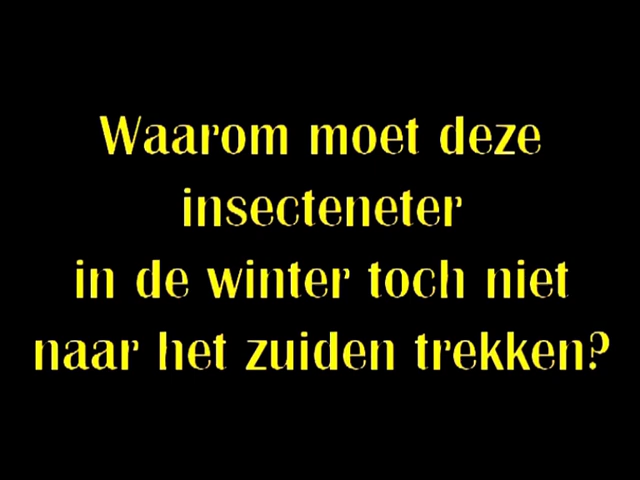 Waarom moet deze
insecteneter
in de winter toch niet
naar het zuiden trekken?